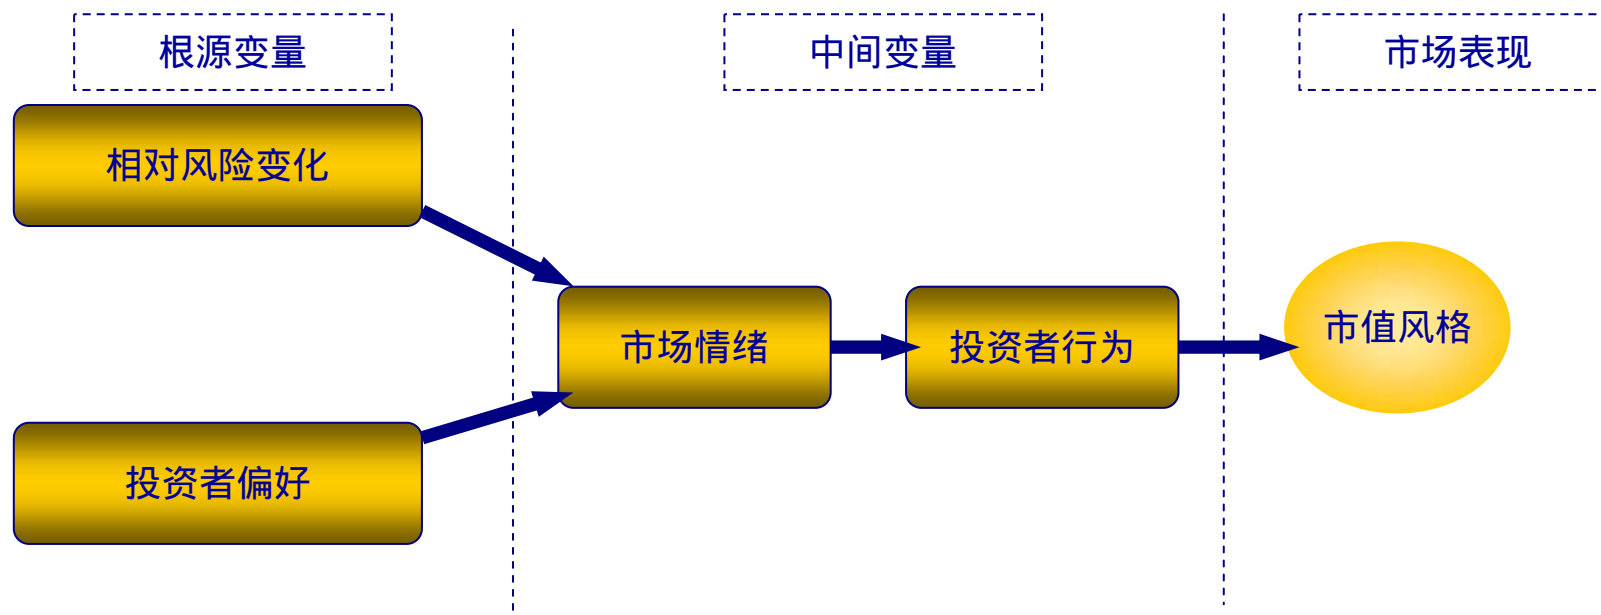 根源变量
中间变量
市场表现
相对风险变化
市场情绪
投资者行为
市值风格
投资者偏好